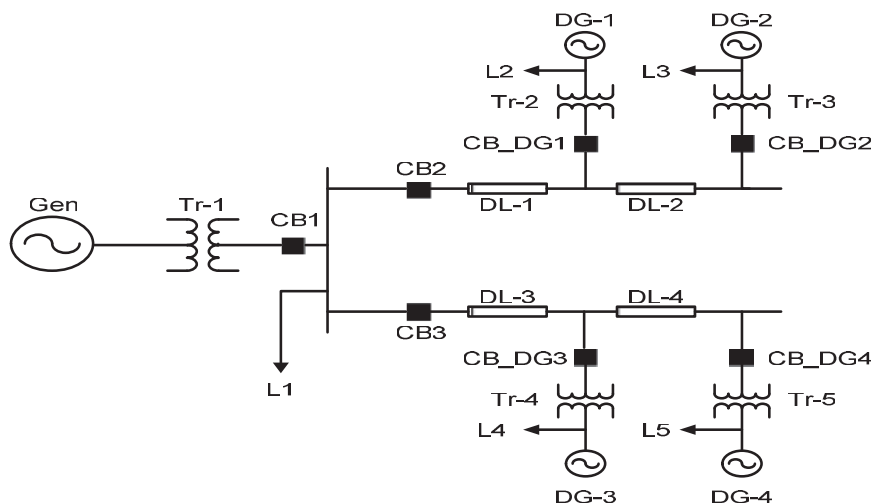 DG-1
DG-2
L2
L3
Tr-2
Tr-3
CB_DG1
CB_DG2
CB2
Gen
Tr-1
CB1
DL-1
DL-2
DL-3
DL-4
CB3
CB_DG3
CB_DG4
L1
Tr-4
Tr-5
L4
L5
DG-3
DG-4